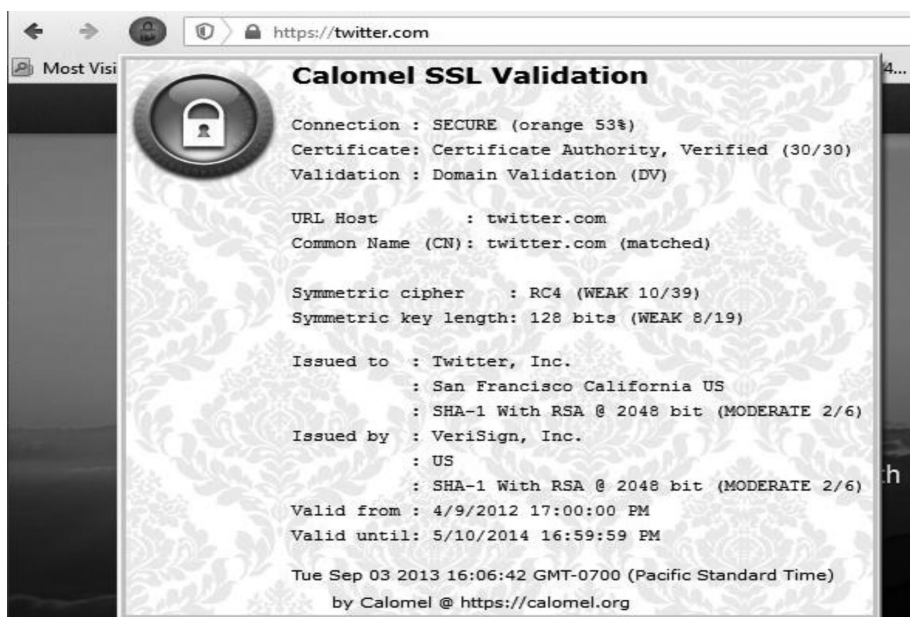 https://twitter.com
Most Visi
4...
Calomel SSL Validation
Connection : SECURE (orange 53%)
Certificate: Certificate Authority, Verified (30/30)
Validation : Domain Validation (DV)
URL Host : twitter.com
Common Name (CN): twitter.com (matched)
Symmetric cipher : RC4 (WEAK 10/39)
Symmetric key length: 128 bits (WEAK 8/19)
Issued to : Twitter, Inc.
: San Francisco California US
: SHA-1 With RSA @ 2048 bit (MODERATE 2/6)
Issued by : VeriSign, Inc.
: US
: SHA-1 With RSA @ 2048 bit (MODERATE 2/6)
th
Valid from : 4/9/2012 17:00:00 PM
Valid until: 5/10/2014 16:59:59 PM
Tue Sep 03 2013 16:06:42 GMT-0700 (Pacific Standard Time)
by Calomel @ https://calomel.org